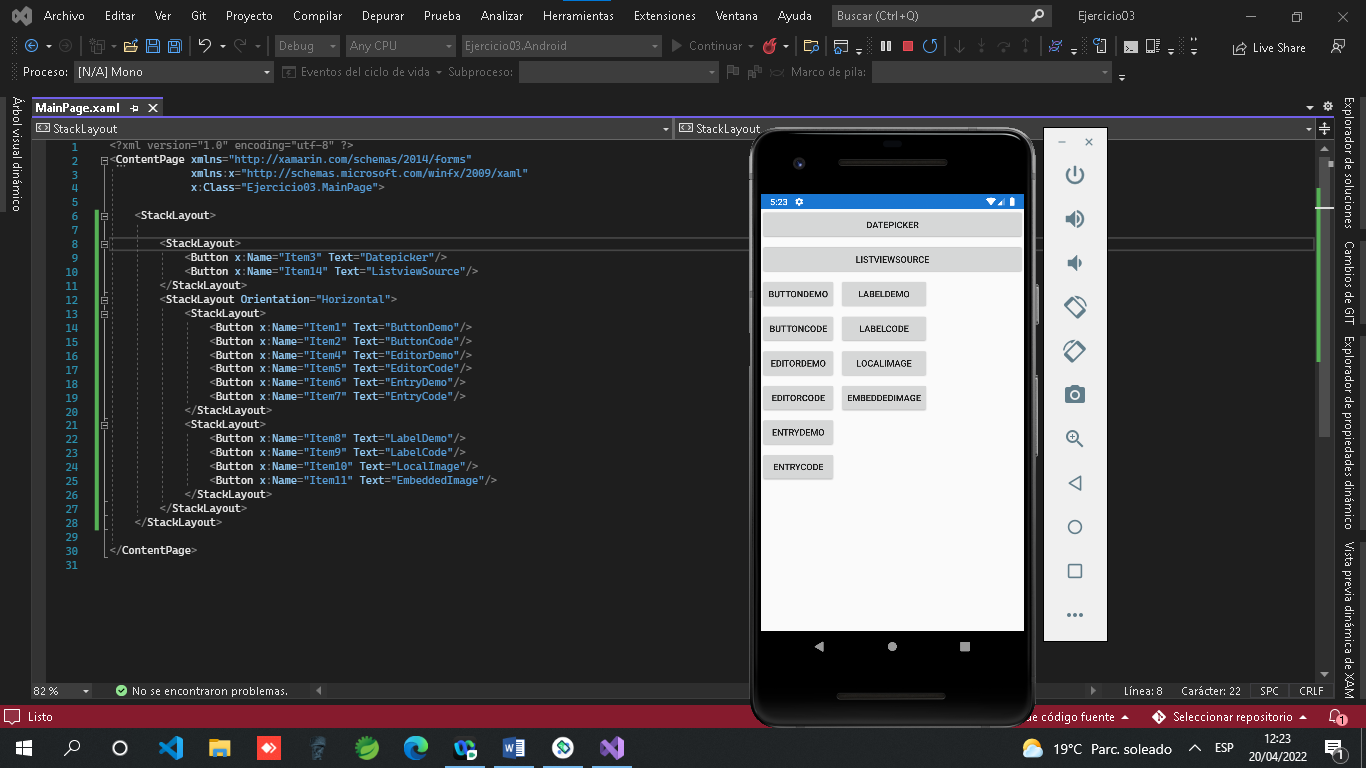 Archivo Editar Ver Git Proyecto Compilar Depurar Prueba Analizar Herramientas Extensiones Ventana Ayuda Buscar (Ctrl+Q) Ejercicio03
Debug Any CPU Ejercicio03.Android Continuar Live Share
Proceso: [N/A] Mono Eventos del ciclo de vida Subproceso: Marco de pila:
MainPage.xaml
StackLayout StackLayout
1 <?xml version="1.0" encoding="utf-8" ?>
2 <ContentPage xmlns="http://xamarin.com/schemas/2014/forms"
3 xmlns:x="http://schemas.microsoft.com/winfx/2009/xaml"
4 x:Class="Ejercicio03.MainPage">
5
6 <StackLayout>
7
8 <StackLayout>
9 <Button x:Name="Item3" Text="Datepicker"/>
10 <Button x:Name="Item14" Text="ListviewSource"/>
11 </StackLayout>
12 <StackLayout Orientation="Horizontal">
13 <StackLayout>
14 <Button x:Name="Item1" Text="ButtonDemo"/>
15 <Button x:Name="Item2" Text="ButtonCode"/>
16 <Button x:Name="Item4" Text="EditorDemo"/>
17 <Button x:Name="Item5" Text="EditorCode"/>
18 <Button x:Name="Item6" Text="EntryDemo"/>
19 <Button x:Name="Item7" Text="EntryCode"/>
20 </StackLayout>
21 <StackLayout>
22 <Button x:Name="Item8" Text="LabelDemo"/>
23 <Button x:Name="Item9" Text="LabelCode"/>
24 <Button x:Name="Item10" Text="LocalImage"/>
25 <Button x:Name="Item11" Text="EmbeddedImage"/>
26 </StackLayout>
27 </StackLayout>
28 </StackLayout>
29
30 </ContentPage>
31
5:23
DATEPICKER
LISTVIEWSOURCE
BUTTONDEMO LABELDEMO
BUTTONCODE LABELCODE
EDITORDEMO LOCALIMAGE
EDITORCODE EMBEDDEDIMAGE
ENTRYDEMO
ENTRYCODE
Árbol visual dinámico
Explorador de soluciones
Cambios de GIT
Explorador de propiedades dinámico
Vista previa dinámica de XAM
82 % No se encontraron problemas. Línea: 8 Carácter: 22 SPC CRLF
Listo de código fuente Seleccionar repositorio 1
19°C Parc. soleado ESP 12:23
20/04/2022 1